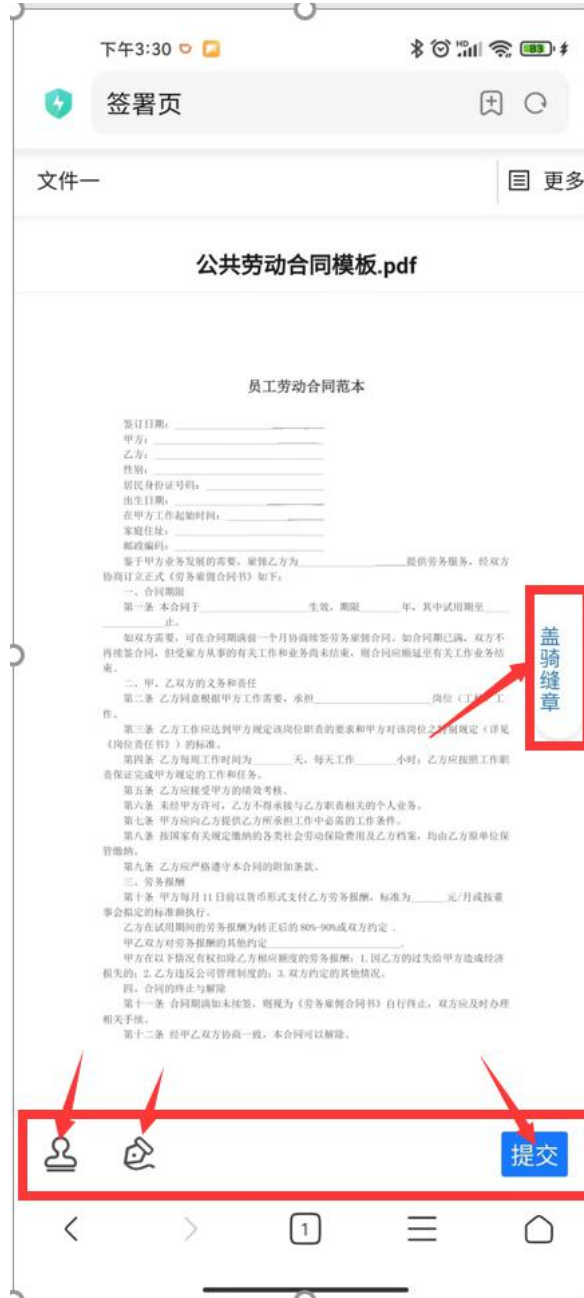 下午3:30
HD
83
签署页
文件一
更多
公共劳动合同模板.pdf
员工劳动合同范本
签订日期：
甲方：
乙方：
性别：
居民身份证号码：
出生日期：
在甲方工作起始时间：
家庭住址：
邮政编码：
鉴于甲方业务发展的需要，雇佣乙方为 提供劳务服务，经双方
协商订立正式《劳务雇佣合同书》如下：
一、合同期限
第一条 本合同于 生效，期限 年，其中试用期至
止。
如双方需要，可在合同期满前一个月协商续签劳务雇佣合同。如合同期已满，双方不
再续签合同，但受雇方从事的有关工作和业务尚未结束，则合同应顺延至有关工作业务结
束。
二、甲、乙双方的义务和责任
第二条 乙方同意根据甲方工作需要，承担 岗位（工种）工
作。
第三条 乙方工作应达到甲方规定该岗位职责的要求和甲方对该岗位之特别规定（详见
《岗位责任书》）的标准。
第四条 乙方每周工作时间为 天，每天工作 小时；乙方应按照工作职
责保证完成甲方规定的工作和任务。
第五条 乙方应接受甲方的绩效考核。
第六条 未经甲方许可，乙方不得承接与乙方职责相关的个人业务。
第七条 甲方应向乙方提供乙方所承担工作中必需的工作条件。
第八条 按国家有关规定缴纳的各类社会劳动保险费用及乙方档案，均由乙方原单位保
管缴纳。
第九条 乙方应严格遵守本合同的附加条款。
三、劳务报酬
第十条 甲方每月11日前以货币形式支付乙方劳务报酬，标准为 元/月或按董
事会拟定的标准额执行。
乙方在试用期间的劳务报酬为转正后的 80%-90%或双方约定 .
甲乙双方对劳务报酬的其他约定 。
甲方在以下情况有权扣除乙方相应额度的劳务报酬：1.因乙方的过失给甲方造成经济
损失的；2.乙方违反公司管理制度的；3.双方约定的其他情况。
四、合同的终止与解除
第十一条 合同期满如未续签，则视为《劳务雇佣合同书》自行终止，双方应及时办理
相关手续。
第十二条 经甲乙双方协商一致，本合同可以解除。
盖骑缝章
提交
1